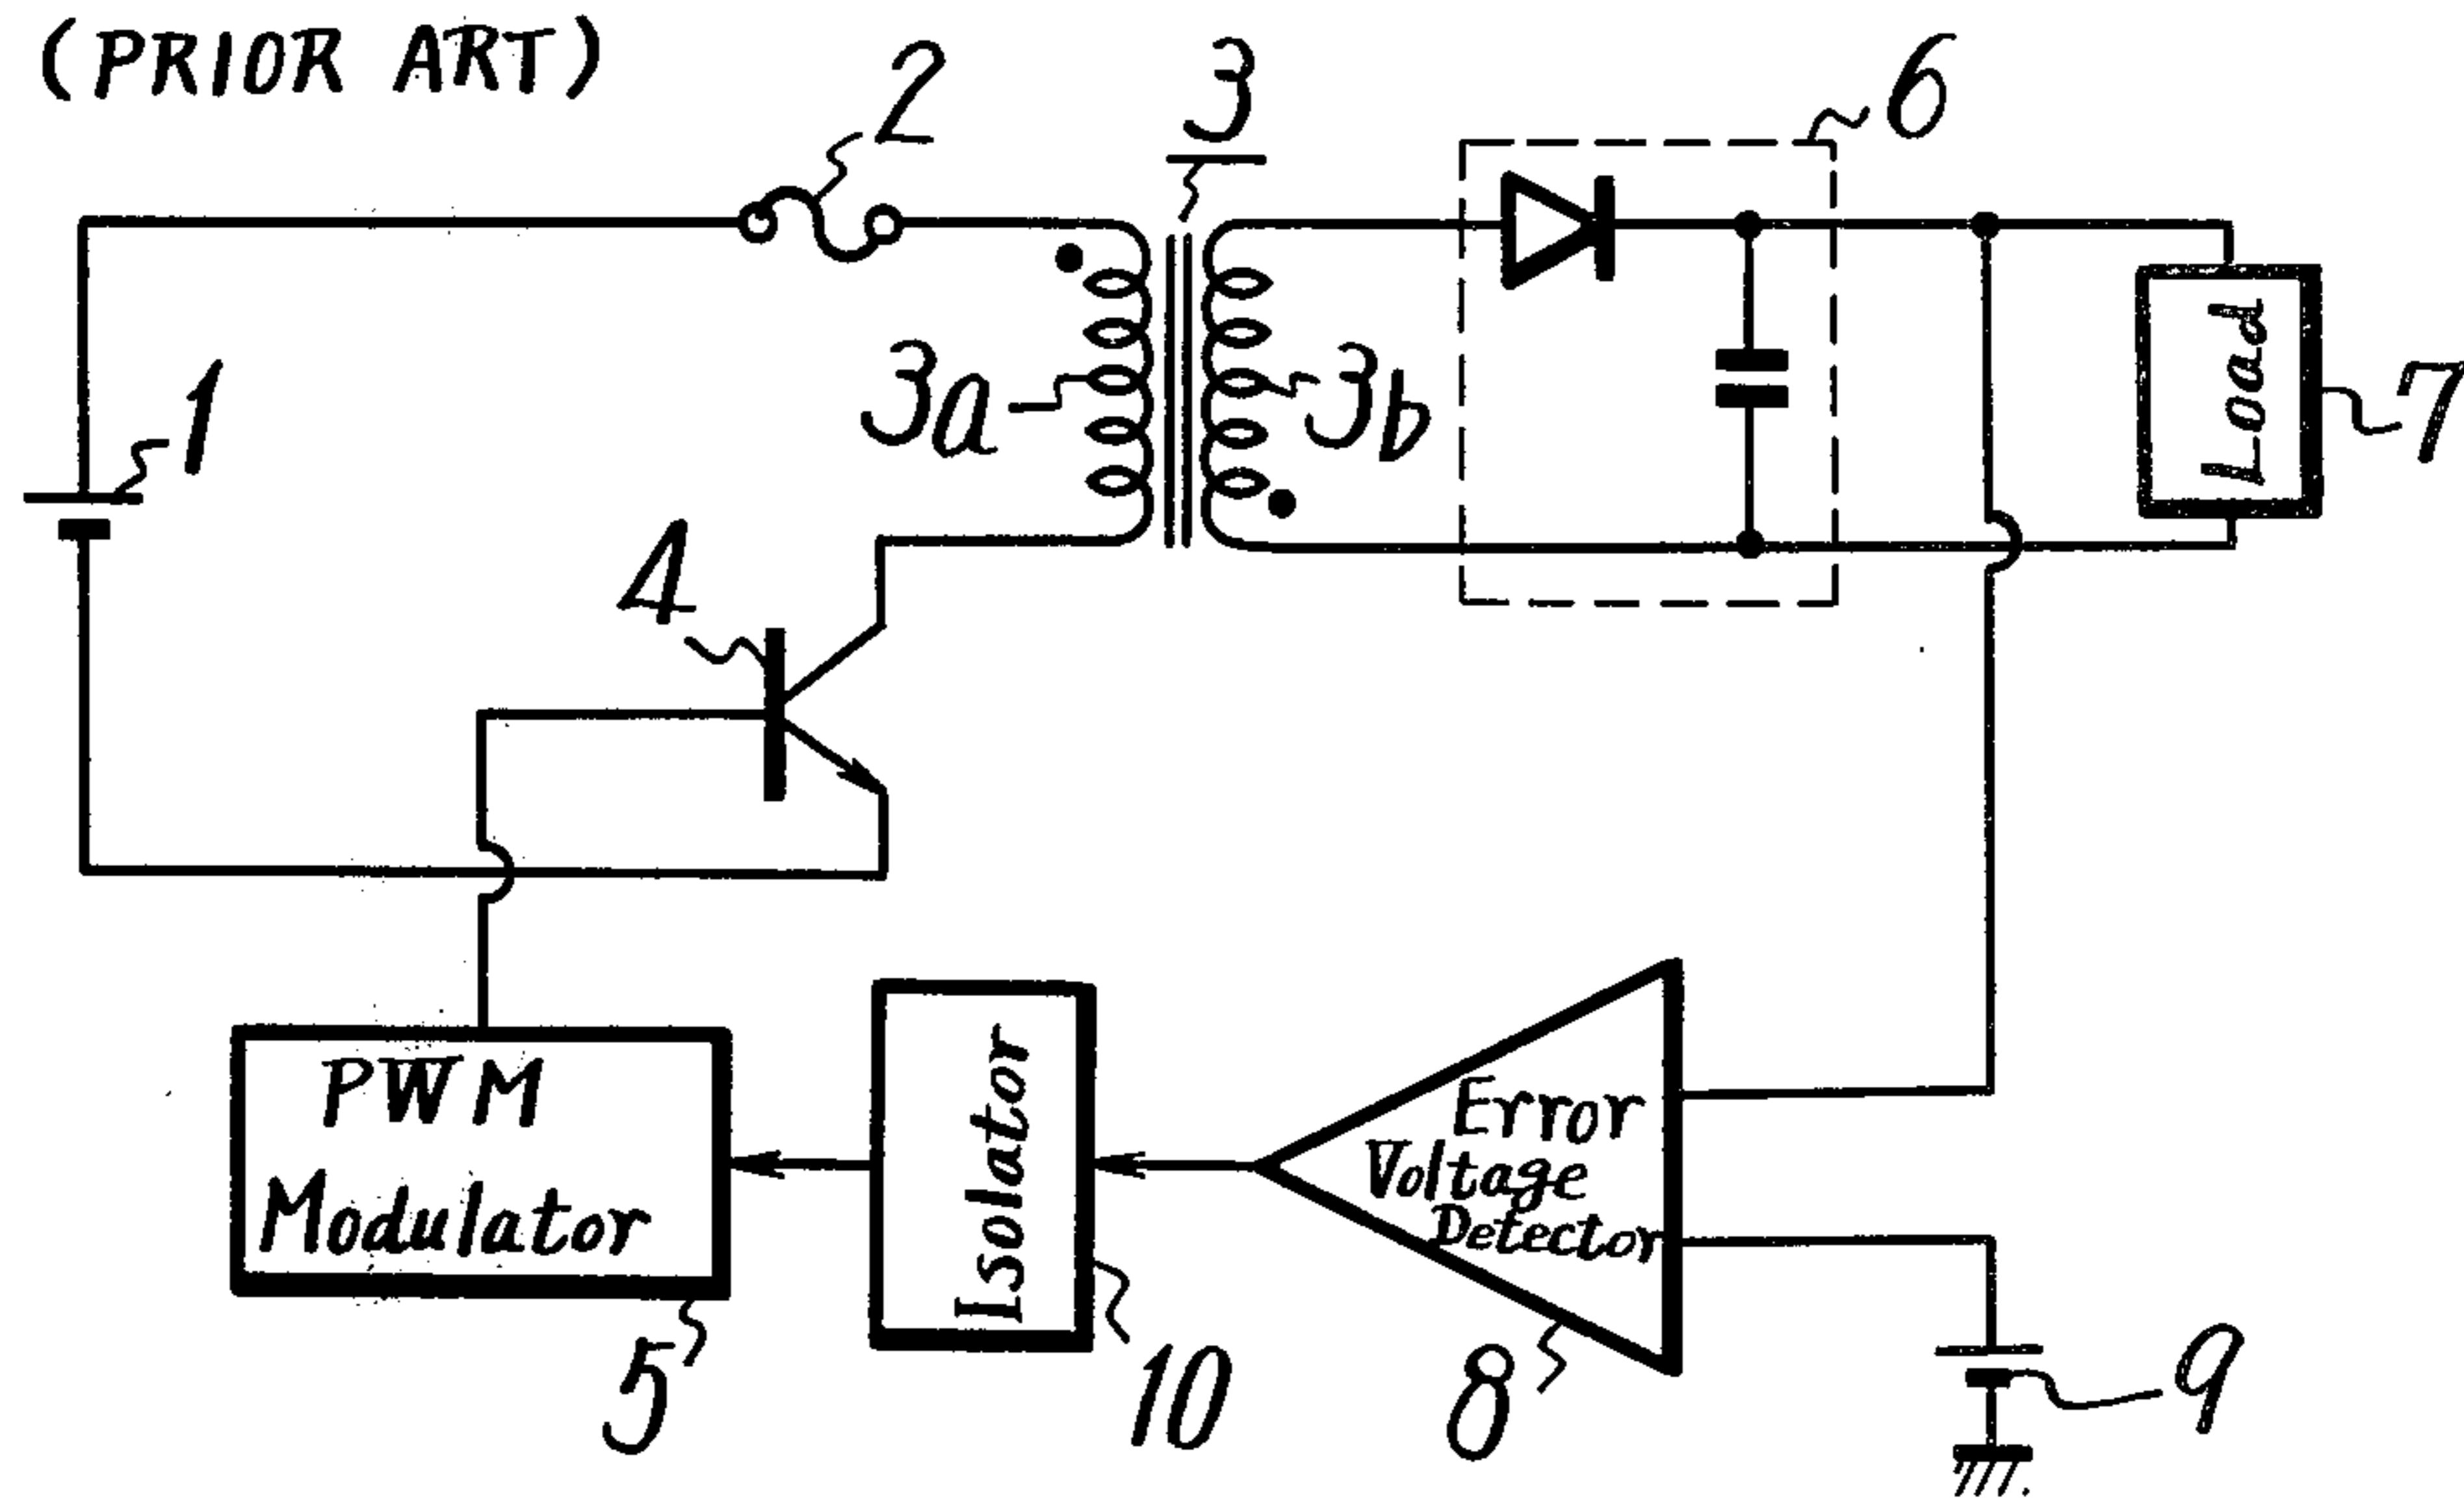 (PRIOR ART)
2
3
6
1
3a
3b
Load
7
4
PWM
Modulator
5
Isolator
10
Error
Voltage
Detector
8
9